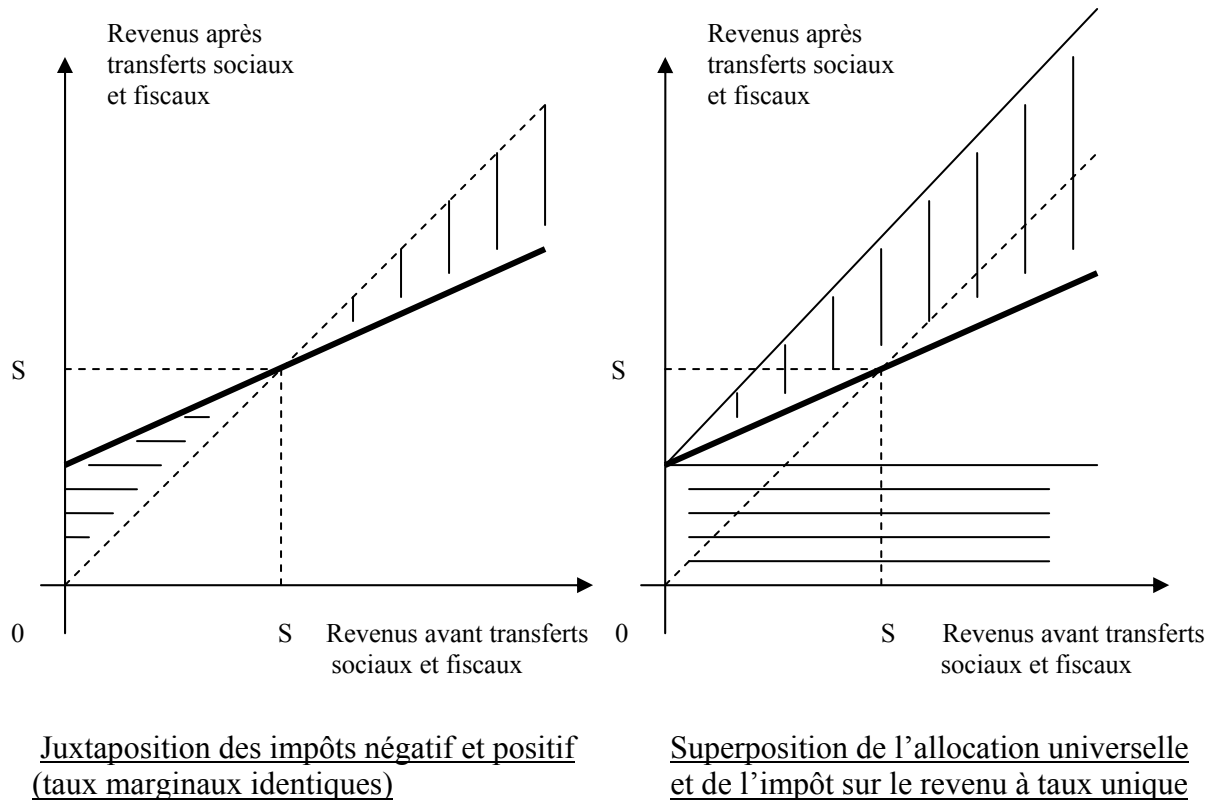 Revenus après
transferts sociaux
et fiscaux
S
0
S
Revenus avant transferts
sociaux et fiscaux
Juxtaposition des impôts négatif et positif
(taux marginaux identiques)
Revenus après
transferts sociaux
et fiscaux
S
0
S
Revenus avant transferts
sociaux et fiscaux
Superposition de l’allocation universelle
et de l’impôt sur le revenu à taux unique